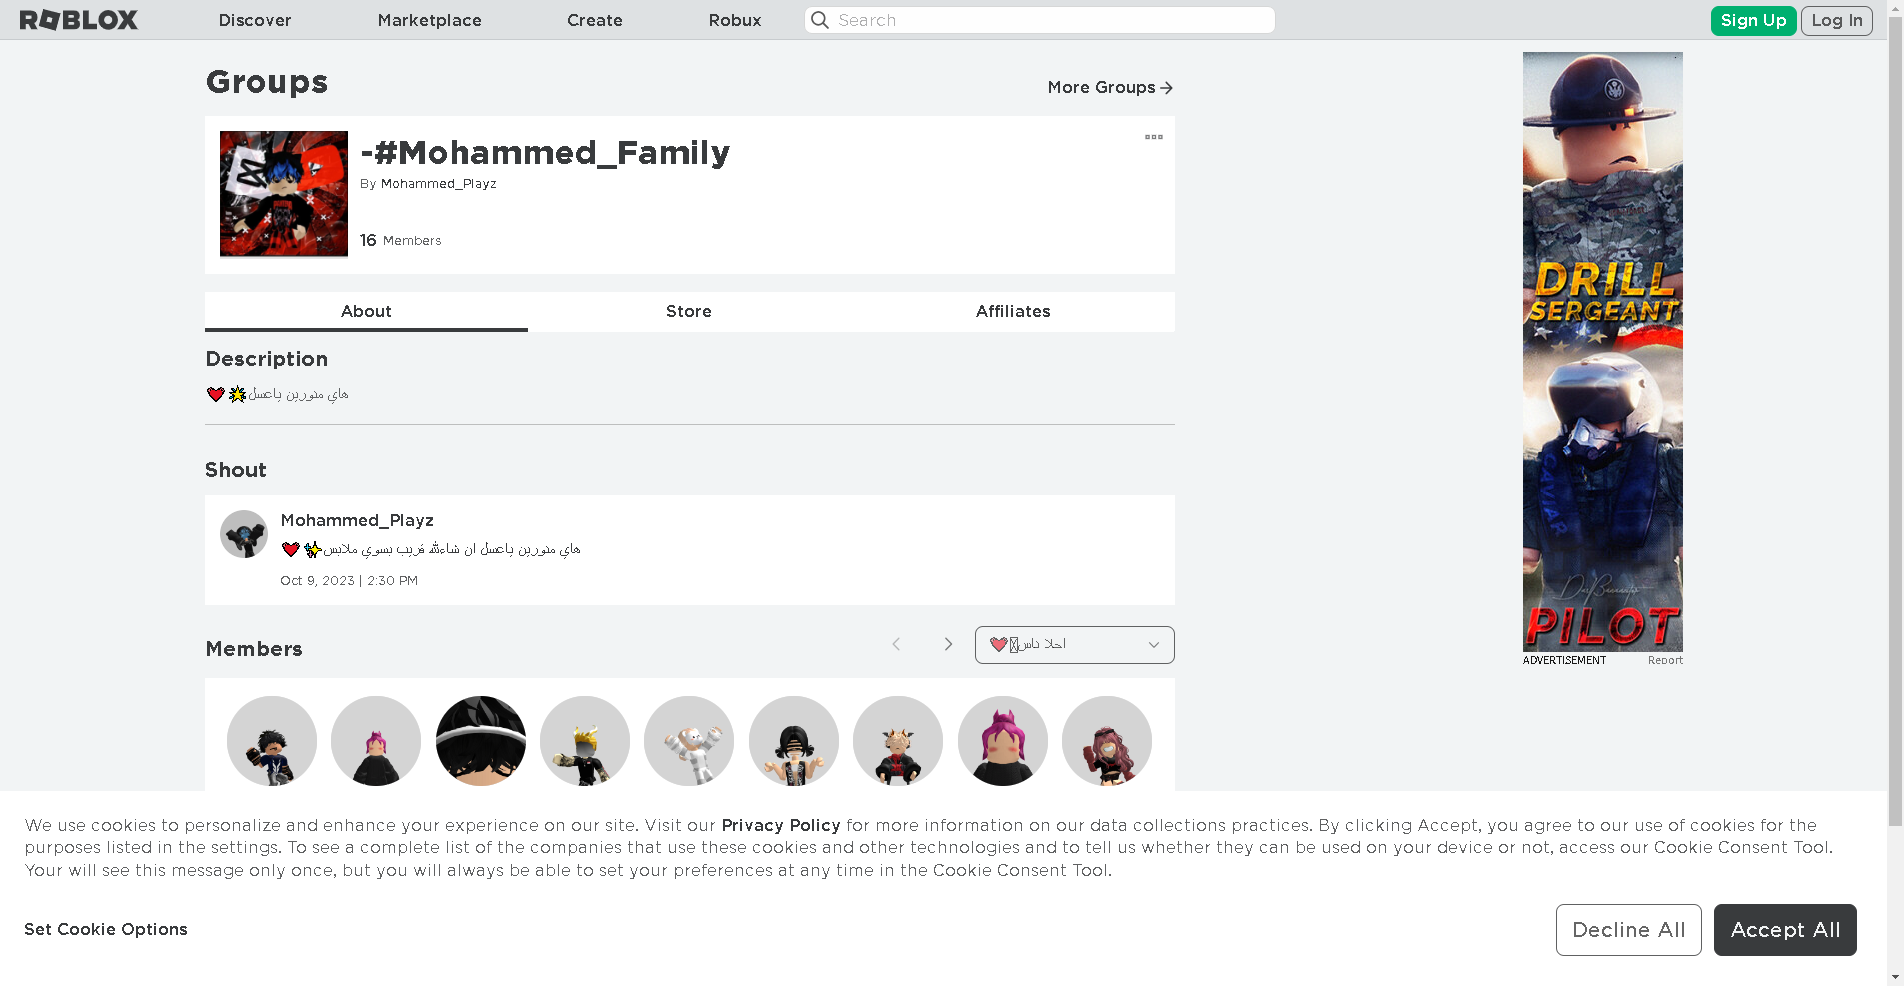 ROBLOX
Discover
Marketplace
Create
Robux
Search
Sign Up
Log In
Groups
More Groups
-#Mohammed_Family
By Mohammed_Playz
16 Members
About
Store
Affiliates
Description
هاي منورين ياعسل🌟❤️
Shout
Mohammed_Playz
هاي منورين ياعسل ان شاءلله قريب بسوي ملابس✨❤️
Oct 9, 2023 | 2:30 PM
Members
احلا ناس❤️
DRILL
SERGEANT
CAVIAR
PILOT
ADVERTISEMENT
Report
We use cookies to personalize and enhance your experience on our site. Visit our Privacy Policy for more information on our data collections practices. By clicking Accept, you agree to our use of cookies for the
purposes listed in the settings. To see a complete list of the companies that use these cookies and other technologies and to tell us whether they can be used on your device or not, access our Cookie Consent Tool.
Your will see this message only once, but you will always be able to set your preferences at any time in the Cookie Consent Tool.
Set Cookie Options
Decline All
Accept All